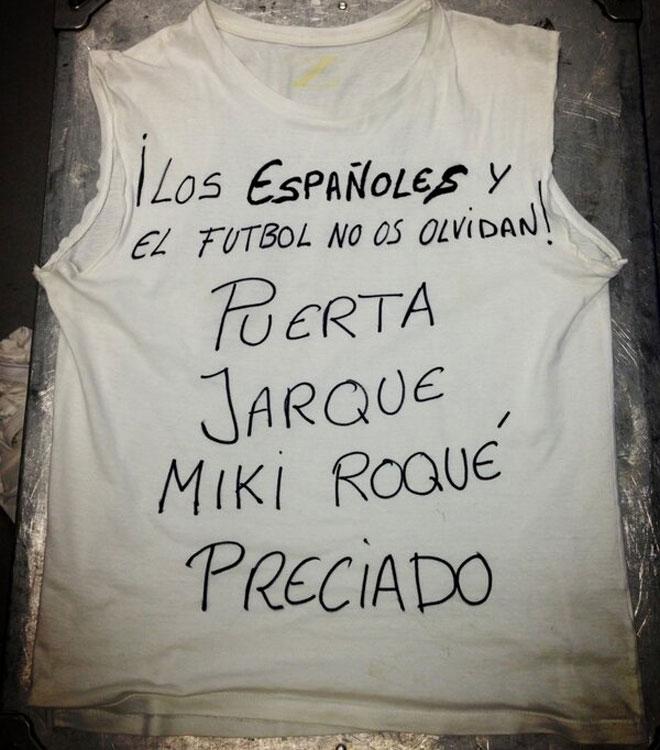 ¡LOS ESPAÑOLES Y
EL FUTBOL NO OS OLVIDAN!
PUERTA
JARQUE
MIKI ROQUÉ
PRECIADO